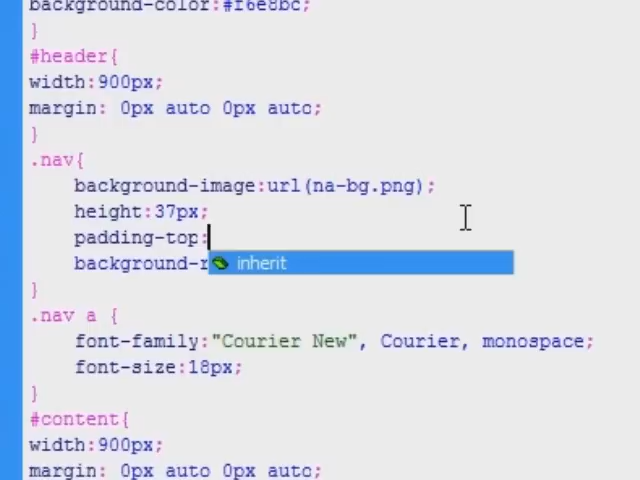 background-color:#f6e8bc;
}
#header{
width:900px;
margin: 0px auto 0px auto;
}
.nav{
background-image:url(na-bg.png);
height:37px;
padding-top:
background-r
inherit
}
.nav a {
font-family:"Courier New", Courier, monospace;
font-size:18px;
}
#content{
width:900px;
margin: 0px auto 0px auto;